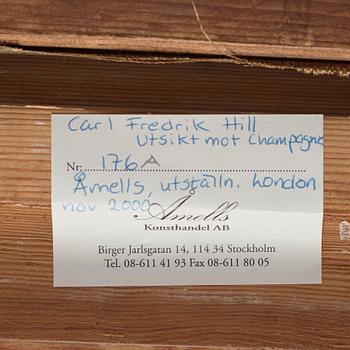 Carl Fredrik Hill
Utsikt mot Champagne
Nr. 176A
Åmells, utställn. London
nov. 2000
Åmells
Konsthandel AB
Birger Jarlsgatan 14, 114 34 Stockholm
Tel. 08-611 41 93 Fax 08-611 80 05